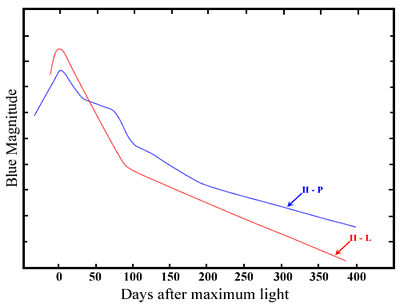 Blue Magnitude
II - P
II - L
0 50 100 150 200 250 300 350 400
Days after maximum light